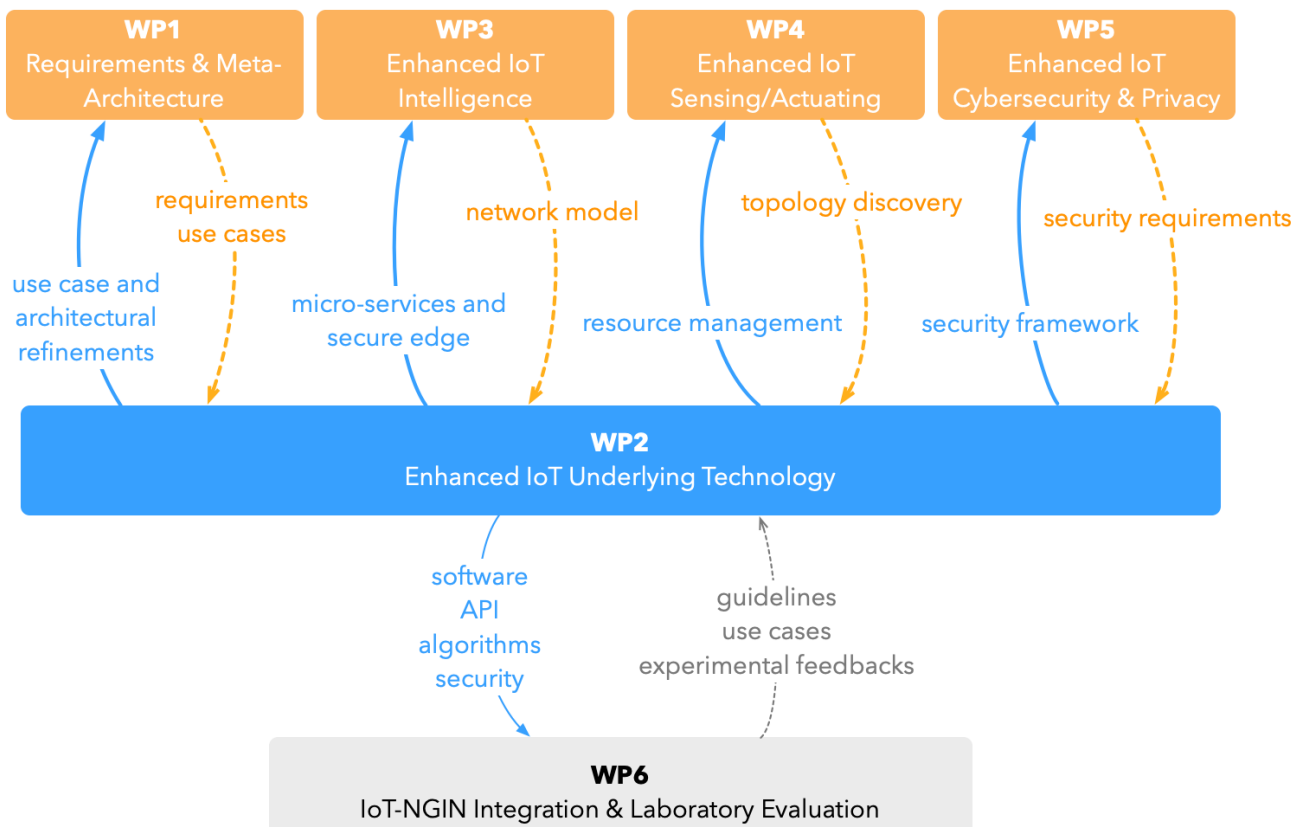 WP1
Requirements & Meta-
Architecture
WP3
Enhanced IoT
Intelligence
WP4
Enhanced IoT
Sensing/Actuating
WP5
Enhanced IoT
Cybersecurity & Privacy
requirements
use cases
network model
topology discovery
security requirements
use case and
architectural
refinements
micro-services and
secure edge
resource management
security framework
WP2
Enhanced IoT Underlying Technology
software
API
algorithms
security
guidelines
use cases
experimental feedbacks
WP6
IoT-NGIN Integration & Laboratory Evaluation